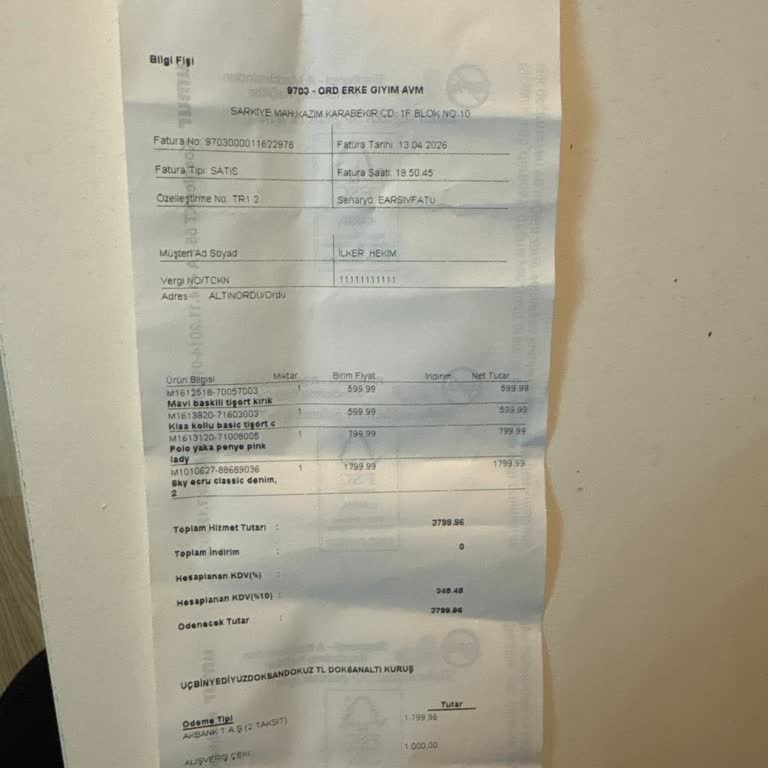 Bilgi Fişi
9703 - ORD ERKE GIYIM AVM
SARKIYE MAH.KAZIM KARABEKIR CD. 1F BLOK NO:10
Fatura No: 9703000011622978 Fatura Tarihi: 13.04.2026
Fatura Tipi: SATIS Fatura Saati: 18.50.45
Özelleştirme No: TR1.2 Senaryo: EARSIVFATU
Müşteri Ad Soyad İLKER HEKIM
Vergi NO/TCKN 11111111111
Adres ALTINORDU/Ordu
Ürün Bilgisi Miktar Birim Fiyat İndirim Net Tutar
M1612518-70057003 1 599.99 599.99
Mavi baskili tişort kirik
M1613820-71603003 1 599.99 599.99
Kisa kollu basic tişort c
M1613120-71008005 1 799.99 799.99
Polo yaka penye pink
lady
M1010627-88689036 1 1799.99 1799.99
Sky ecru classic denim,
2
Toplam Hizmet Tutarı : 3799.96
Toplam İndirim : 0
Hesaplanan KDV(%) :
Hesaplanan KDV(%10) : 345.45
Ödenecek Tutar : 3799.96
ÜÇBİNYEDİYÜZDOKSANDOKUZ TL DOKSANALTI KURUŞ
Ödeme Tipi Tutar
AKBANK T.A.Ş (2 TAKSIT) 1.799,96
ALIŞVERİŞ ÇEKİ 1.000,00